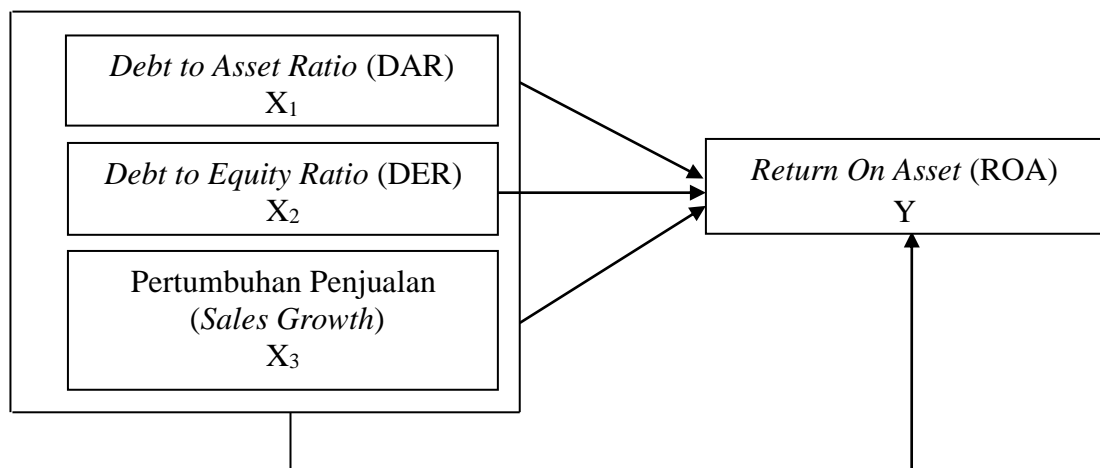 Debt to Asset Ratio (DAR)
X₁
Debt to Equity Ratio (DER)
X₂
Pertumbuhan Penjualan
(Sales Growth)
X₃
Return On Asset (ROA)
Y